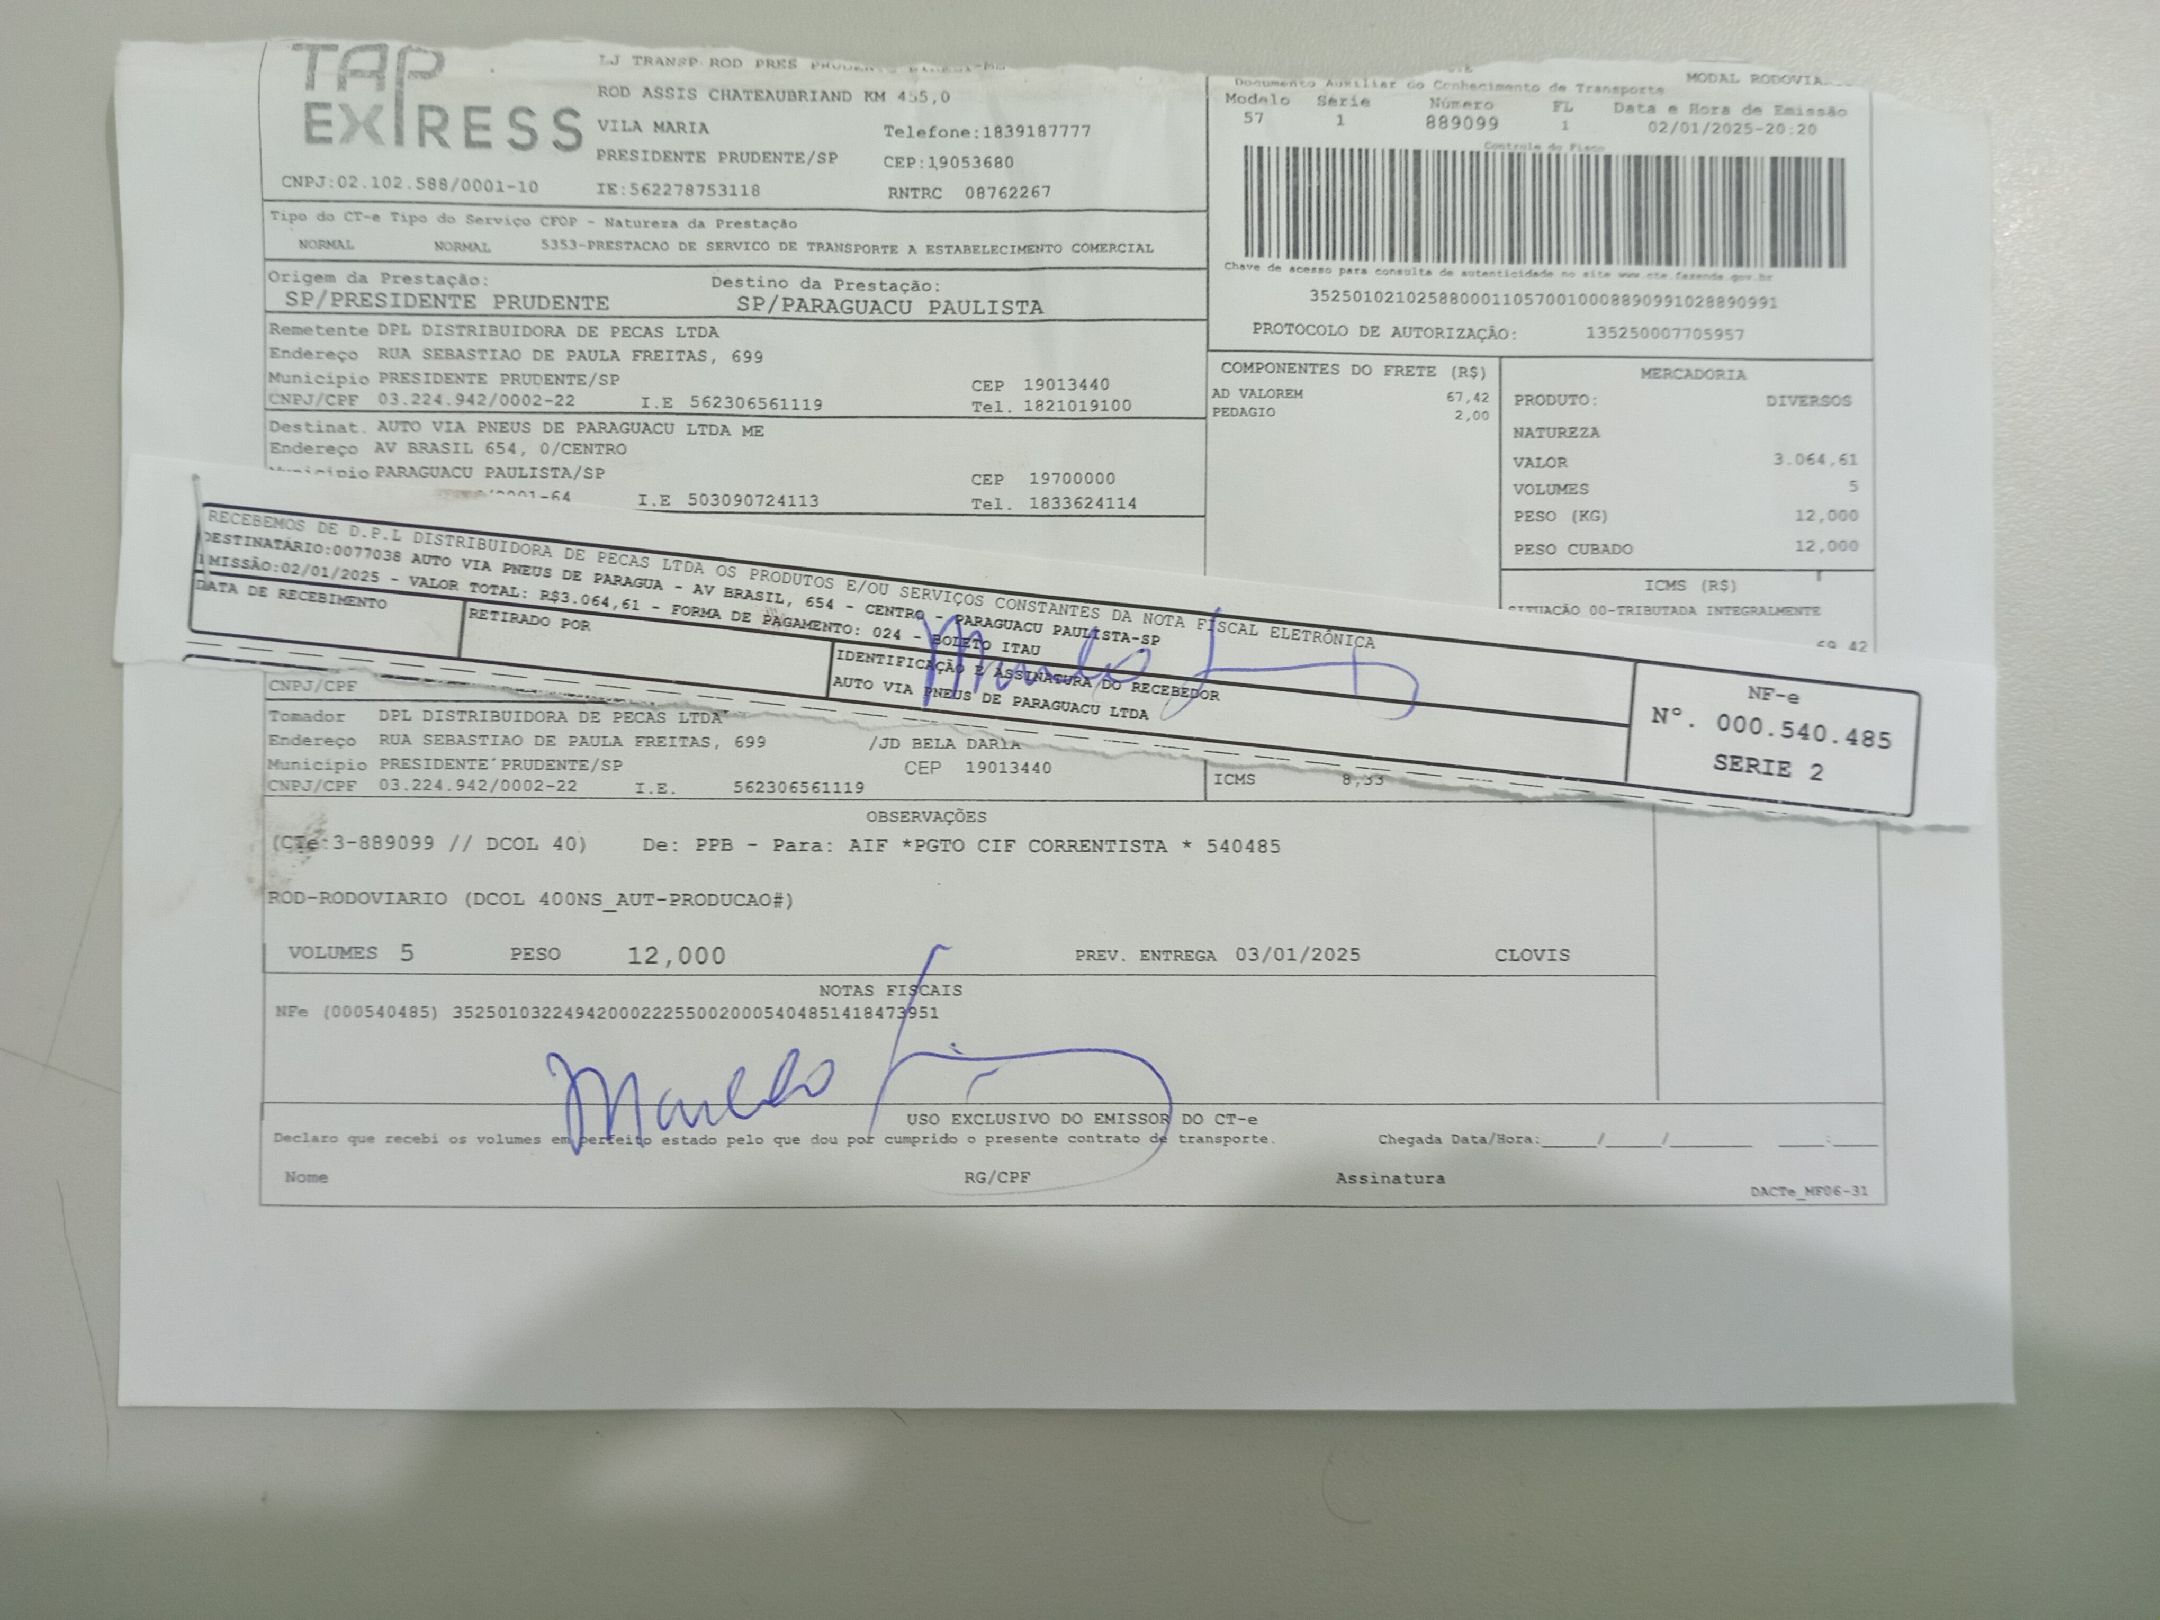 TAP
EXPRESS
LJ TRANSP ROD PRES
ROD ASSIS CHATEAUBRIAND KM 455,0
VILA MARIA Telefone:1839187777
PRESIDENTE PRUDENTE/SP CEP:19053680
CNPJ:02.102.588/0001-10 IE:562278753118 RNTRC 08762267
MODAL RODOVIA
Documento Auxiliar do Conhecimento de Transporte
Modelo Série Número FL Data e Hora de Emissão
57 1 889099 1 02/01/2025-20:20
Controle do Fisco
Chave de acesso para consulta de autenticidade no site www.cte.fazenda.gov.br
35250102102588000110570010008890991028890991
PROTOCOLO DE AUTORIZAÇÃO: 135250007705957
Tipo do CT-e Tipo do Serviço CFOP - Natureza da Prestação
NORMAL NORMAL 5353-PRESTACAO DE SERVICO DE TRANSPORTE A ESTABELECIMENTO COMERCIAL
Origem da Prestação: Destino da Prestação:
SP/PRESIDENTE PRUDENTE SP/PARAGUACU PAULISTA
Remetente DPL DISTRIBUIDORA DE PECAS LTDA
Endereço RUA SEBASTIAO DE PAULA FREITAS, 699
Municipio PRESIDENTE PRUDENTE/SP CEP 19013440
CNPJ/CPF 03.224.942/0002-22 I.E 562306561119 Tel. 1821019100
Destinat. AUTO VIA PNEUS DE PARAGUACU LTDA ME
Endereço AV BRASIL 654, 0/CENTRO
Municipio PARAGUACU PAULISTA/SP CEP 19700000
/0001-64 I.E 503090724113 Tel. 1833624114
COMPONENTES DO FRETE (R$)
AD VALOREM 67,42
PEDAGIO 2,00
MERCADORIA
PRODUTO: DIVERSOS
NATUREZA
VALOR 3.064,61
VOLUMES 5
PESO (KG) 12,000
PESO CUBADO 12,000
ICMS (R$)
SITUAÇÃO 00-TRIBUTADA INTEGRALMENTE
69,42
RECEBEMOS DE D.P.L DISTRIBUIDORA DE PECAS LTDA OS PRODUTOS E/OU SERVIÇOS CONSTANTES DA NOTA FISCAL ELETRÔNICA
DESTINATÁRIO:0077038 AUTO VIA PNEUS DE PARAGUA - AV BRASIL, 654 - CENTRO - PARAGUACU PAULISTA-SP
EMISSÃO:02/01/2025 - VALOR TOTAL: R$3.064,61 - FORMA DE PAGAMENTO: 024 - BOLETO ITAU
DATA DE RECEBIMENTO RETIRADO POR IDENTIFICAÇÃO E ASSINATURA DO RECEBEDOR
AUTO VIA PNEUS DE PARAGUACU LTDA
NF-e
Nº. 000.540.485
SERIE 2
CNPJ/CPF
Tomador DPL DISTRIBUIDORA DE PECAS LTDA
Endereço RUA SEBASTIAO DE PAULA FREITAS, 699 /JD BELA DARIA
Municipio PRESIDENTE PRUDENTE/SP CEP 19013440
CNPJ/CPF 03.224.942/0002-22 I.E. 562306561119
ICMS 8,33
OBSERVAÇÕES
(CTe:3-889099 // DCOL 40) De: PPB - Para: AIF *PGTO CIF CORRENTISTA * 540485
ROD-RODOVIARIO (DCOL 400NS_AUT-PRODUCAO#)
VOLUMES 5 PESO 12,000 PREV. ENTREGA 03/01/2025 CLOVIS
NOTAS FISCAIS
NFe (000540485) 35250103224942000222550020005404851418473951
USO EXCLUSIVO DO EMISSOR DO CT-e
Declaro que recebi os volumes em perfeito estado pelo que dou por cumprido o presente contrato de transporte. Chegada Data/Hora:____/____/______ ____:____
Nome RG/CPF Assinatura
DACTe_MF06-31